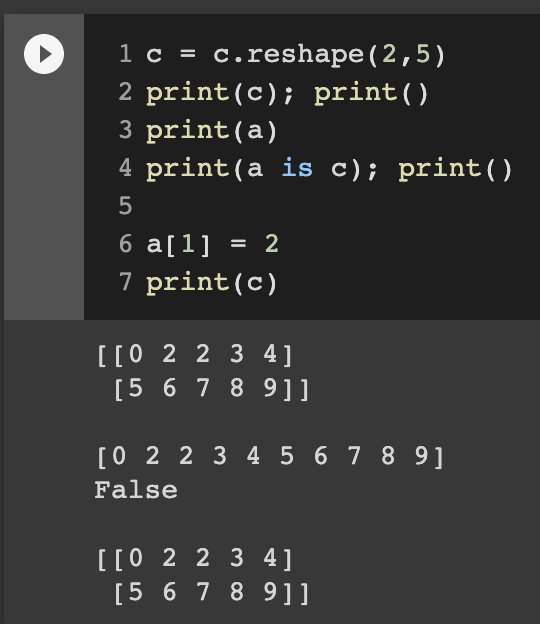 1 c = c.reshape(2,5)
2 print(c); print()
3 print(a)
4 print(a is c); print()
5
6 a[1] = 2
7 print(c)
[[0 2 2 3 4]
 [5 6 7 8 9]]
[0 2 2 3 4 5 6 7 8 9]
False
[[0 2 2 3 4]
 [5 6 7 8 9]]